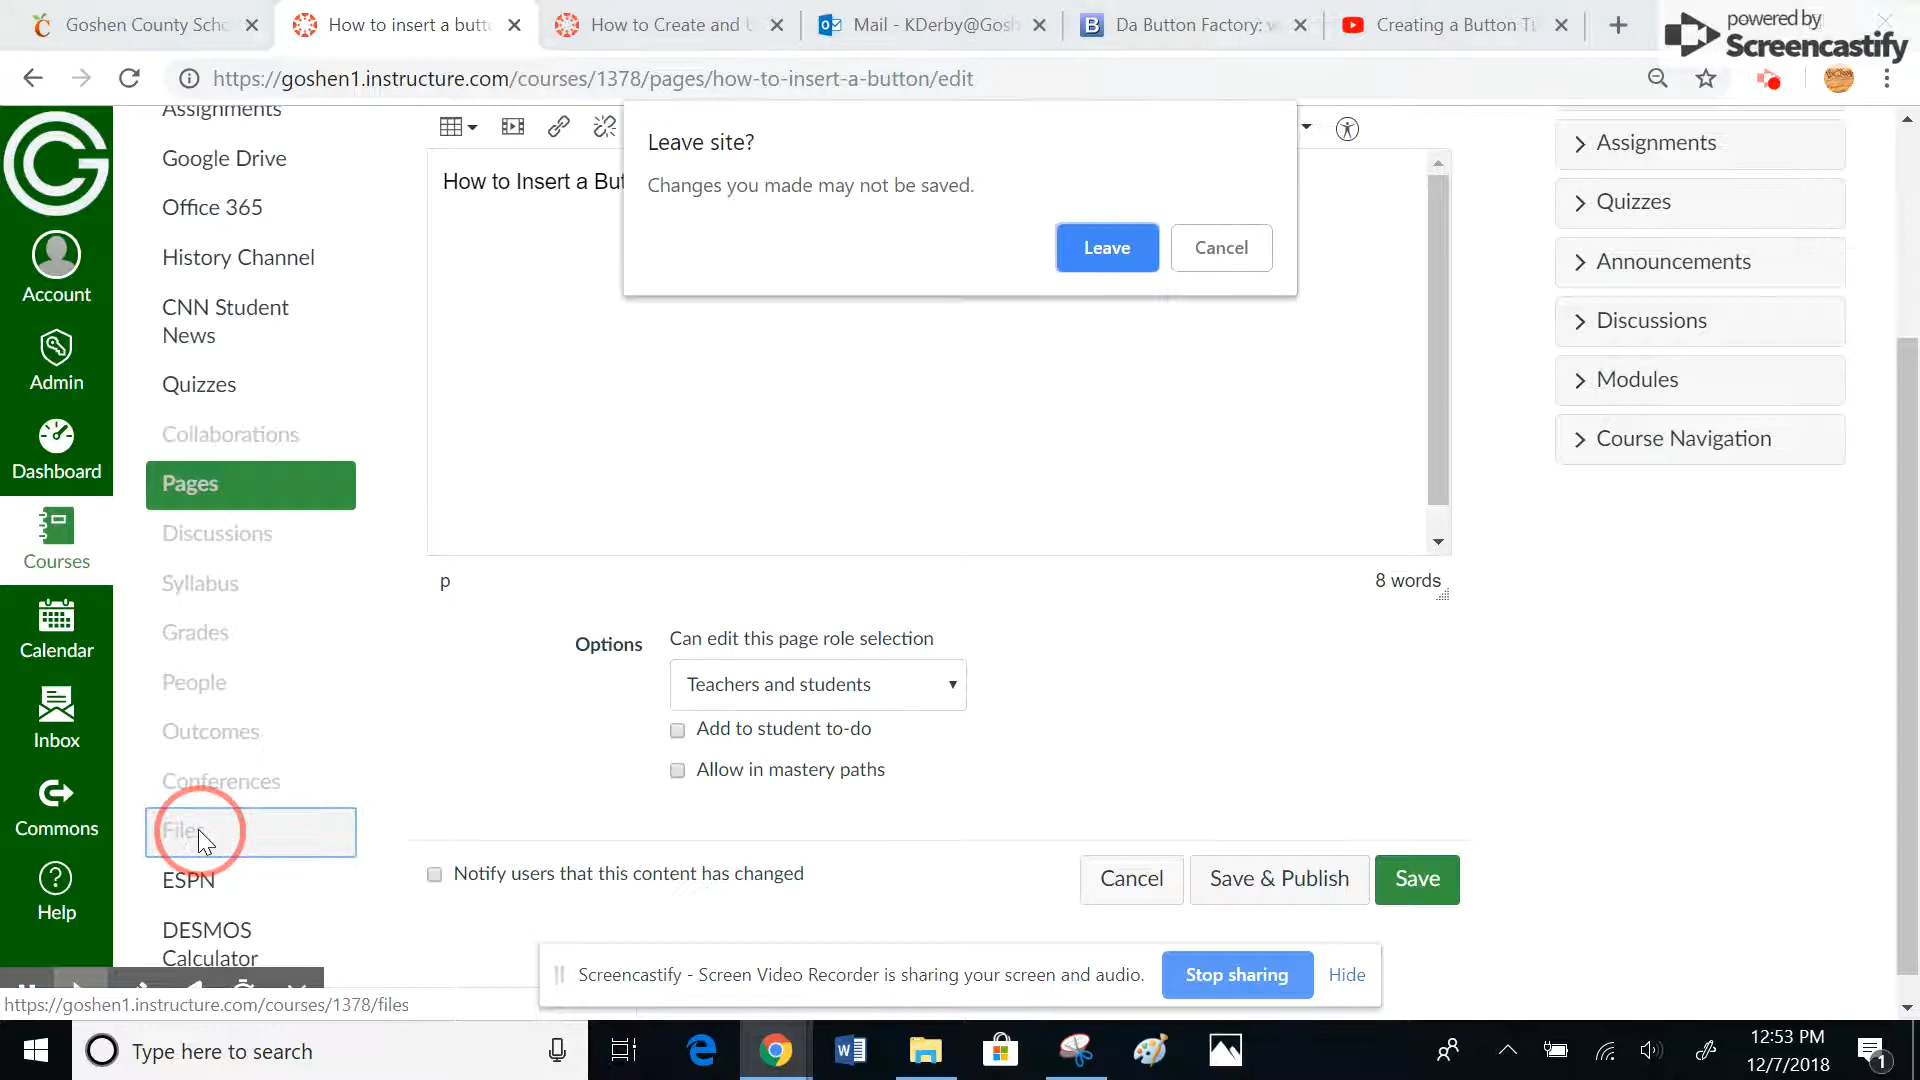 Goshen County Scho
How to insert a butto
How to Create and U
Mail - KDerby@Gosh
Da Button Factory: w
Creating a Button Tu
powered by
Screencastify
https://goshen1.instructure.com/courses/1378/pages/how-to-insert-a-button/edit
Assignments
Google Drive
Office 365
History Channel
CNN Student
News
Quizzes
Collaborations
Pages
Discussions
Syllabus
Grades
People
Outcomes
Conferences
Files
ESPN
DESMOS
Calculator
Account
Admin
Dashboard
Courses
Calendar
Inbox
Commons
Help
How to Insert a But
Leave site?
Changes you made may not be saved.
Leave
Cancel
p
8 words
Options
Can edit this page role selection
Teachers and students
Add to student to-do
Allow in mastery paths
Notify users that this content has changed
Cancel
Save & Publish
Save
Assignments
Quizzes
Announcements
Discussions
Modules
Course Navigation
Screencastify - Screen Video Recorder is sharing your screen and audio.
Stop sharing
Hide
https://goshen1.instructure.com/courses/1378/files
Type here to search
12:53 PM
12/7/2018
1